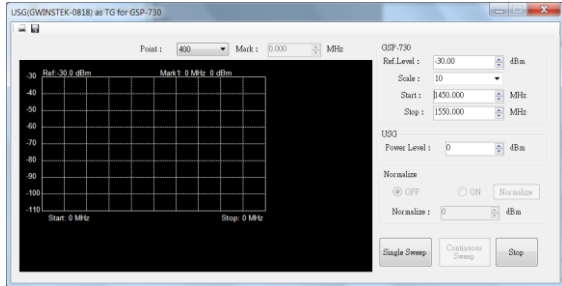 USG(GWINSTEK-0818) as TG for GSP-730
Point : 400 Mark : 0.000 MHz
Ref:-30.0 dBm Mark1: 0 MHz 0 dBm
-30
-40
-50
-60
-70
-80
-90
-100
-110
Start: 0 MHz Stop: 0 MHz
GSP-730
Ref.Level : -30.00 dBm
Scale : 10
Start : 1450.000 MHz
Stop : 1550.000 MHz
USG
Power Level : 0 dBm
Normalize
OFF ON Normalize
Normalize : 0 dBm
Single Sweep Continuous Sweep Stop